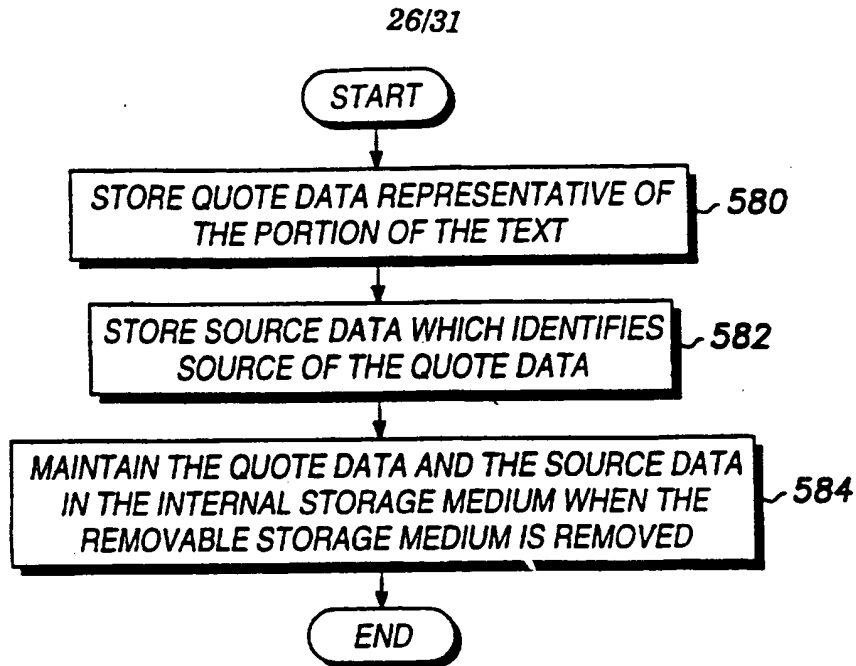 26/31
START
STORE QUOTE DATA REPRESENTATIVE OF
THE PORTION OF THE TEXT
580
STORE SOURCE DATA WHICH IDENTIFIES
SOURCE OF THE QUOTE DATA
582
MAINTAIN THE QUOTE DATA AND THE SOURCE DATA
IN THE INTERNAL STORAGE MEDIUM WHEN THE
REMOVABLE STORAGE MEDIUM IS REMOVED
584
END